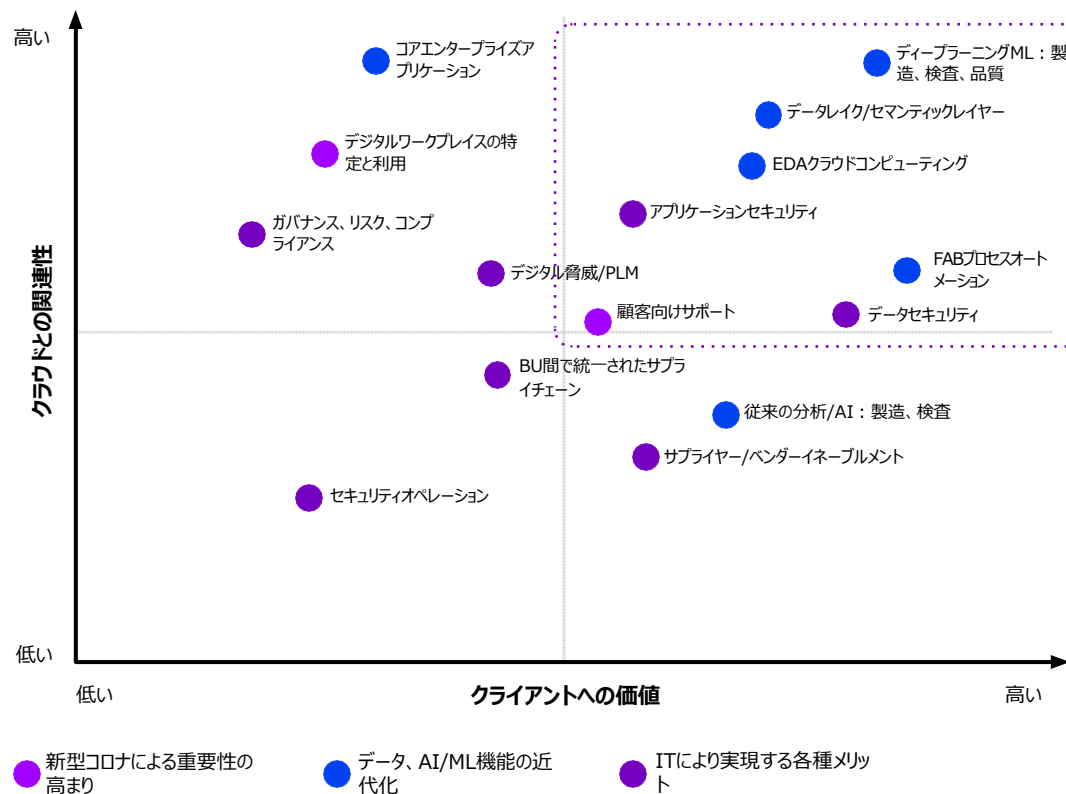 高い
コアエンタープライズア
プリケーション
ディープラーニングML：製
造、検査、品質
データレイク/セマンティックレイヤー
デジタルワークプレイスの特
定と利用
EDAクラウドコンピューティング
アプリケーションセキュリティ
ガバナンス、リスク、コンプ
ライアンス
デジタル脅威/PLM
FABプロセスオート
メーション
顧客向けサポート
データセキュリティ
クラウドとの関連性
BU間で統一されたサプラ
イチェーン
従来の分析/AI：製造、検査
サプライヤー/ベンダーイネーブルメント
セキュリティオペレーション
低い
低い
クライアントへの価値
高い
新型コロナによる重要性の
高まり
データ、AI/ML機能の近
代化
ITにより実現する各種メリッ
ト